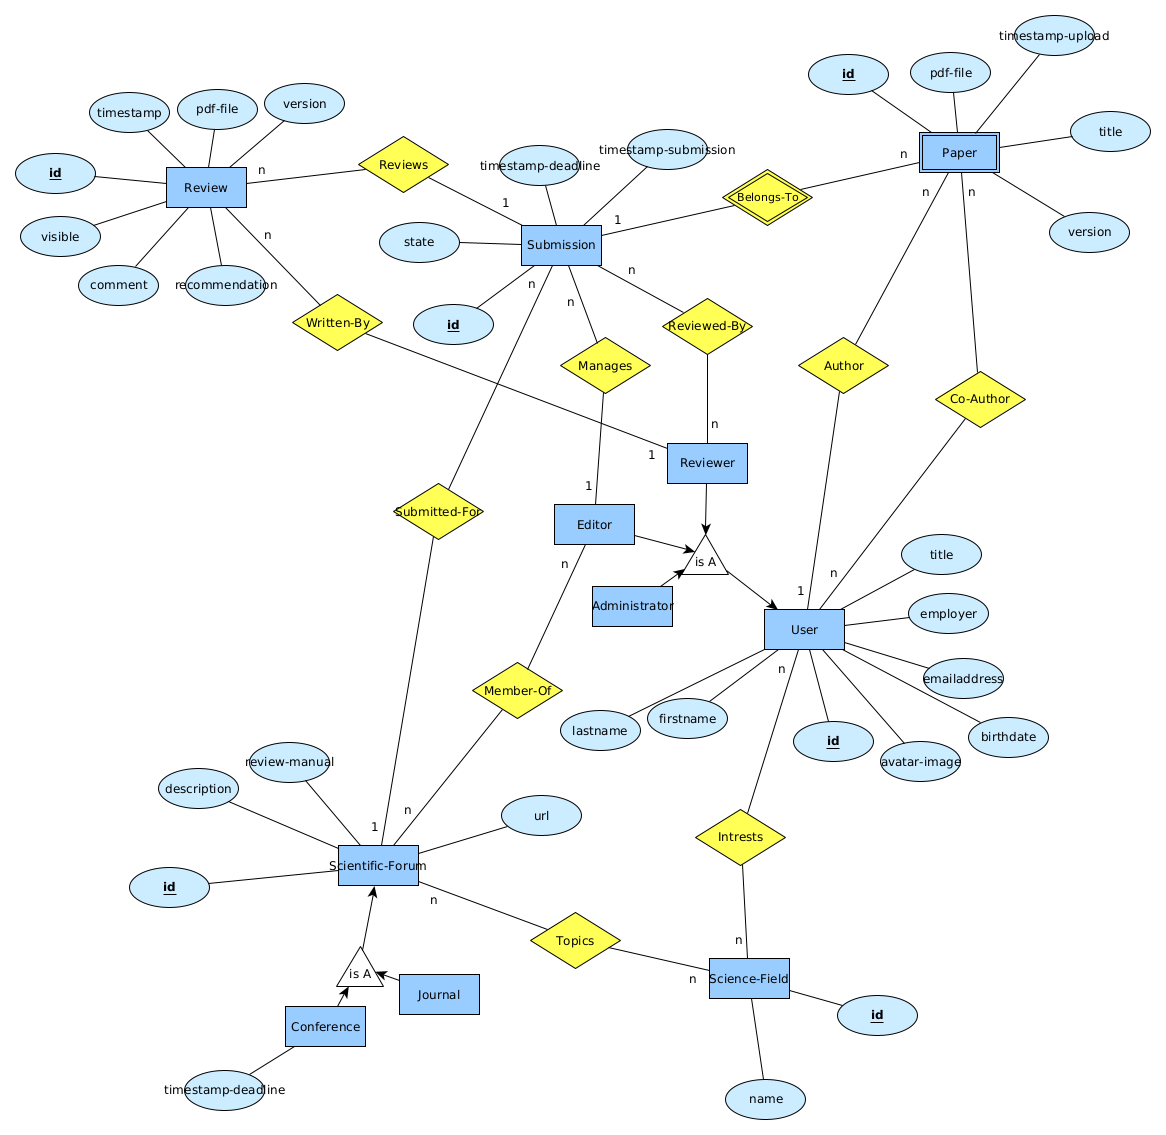 timestamp-upload
id
pdf-file
timestamp
pdf-file
version
title
n
Reviews
timestamp-deadline
timestamp-submission
n
Paper
id
Review
1
Belongs-To
n
n
1
visible
n
state
Submission
version
comment
recommendation
n
n
n
id
Written-By
Reviewed-By
Manages
Author
Co-Author
n
1
Reviewer
1
Submitted-For
Editor
n
is A
n
title
1
Administrator
User
employer
n
emailaddress
Member-Of
lastname
firstname
id
birthdate
avatar-image
review-manual
description
n
url
1
Intrests
Scientific-Forum
id
n
Topics
n
is A
n
Science-Field
Journal
id
Conference
timestamp-deadline
name